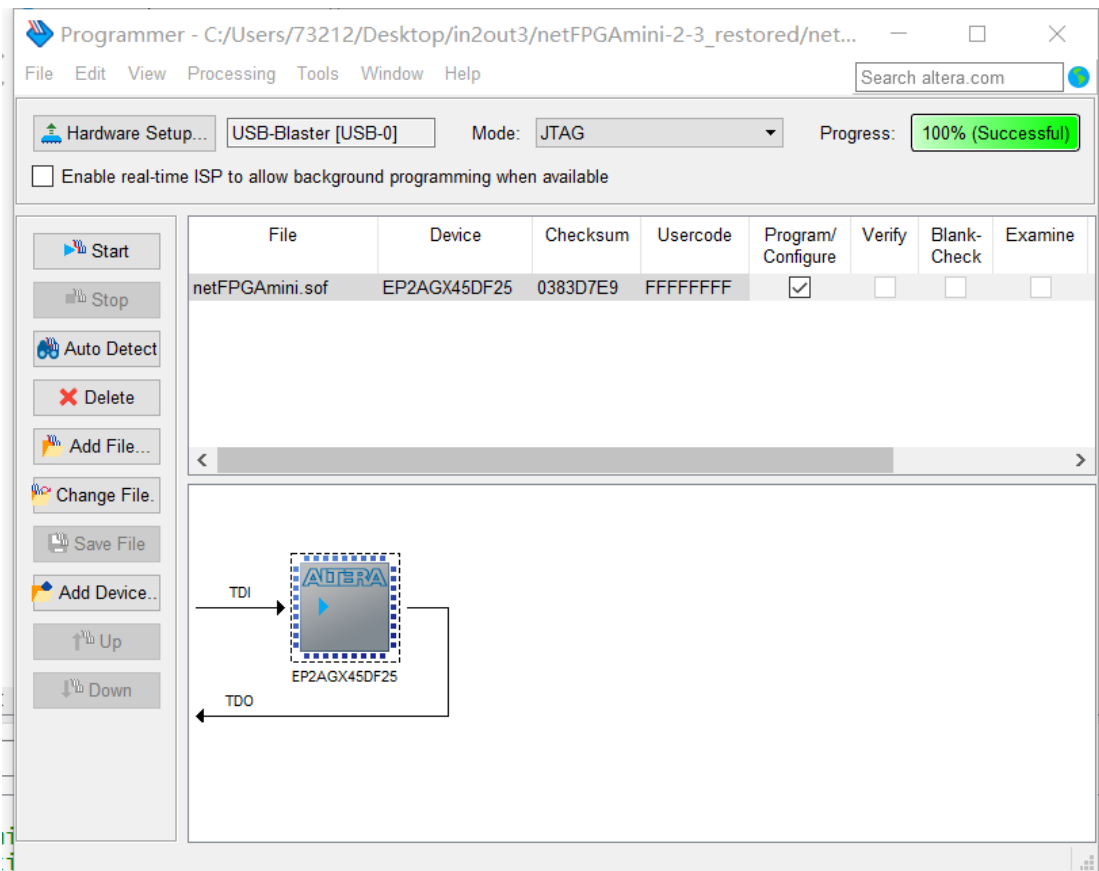 Programmer - C:/Users/73212/Desktop/in2out3/netFPGAmini-2-3_restored/net...
File Edit View Processing Tools Window Help
Search altera.com
Hardware Setup... USB-Blaster [USB-0] Mode: JTAG Progress: 100% (Successful)
Enable real-time ISP to allow background programming when available
Start
Stop
Auto Detect
Delete
Add File...
Change File.
Save File
Add Device..
Up
Down
File Device Checksum Usercode Program/ Verify Blank- Examine
Configure Check
netFPGAmini.sof EP2AGX45DF25 0383D7E9 FFFFFFFF
ALTERA
TDI
EP2AGX45DF25
TDO